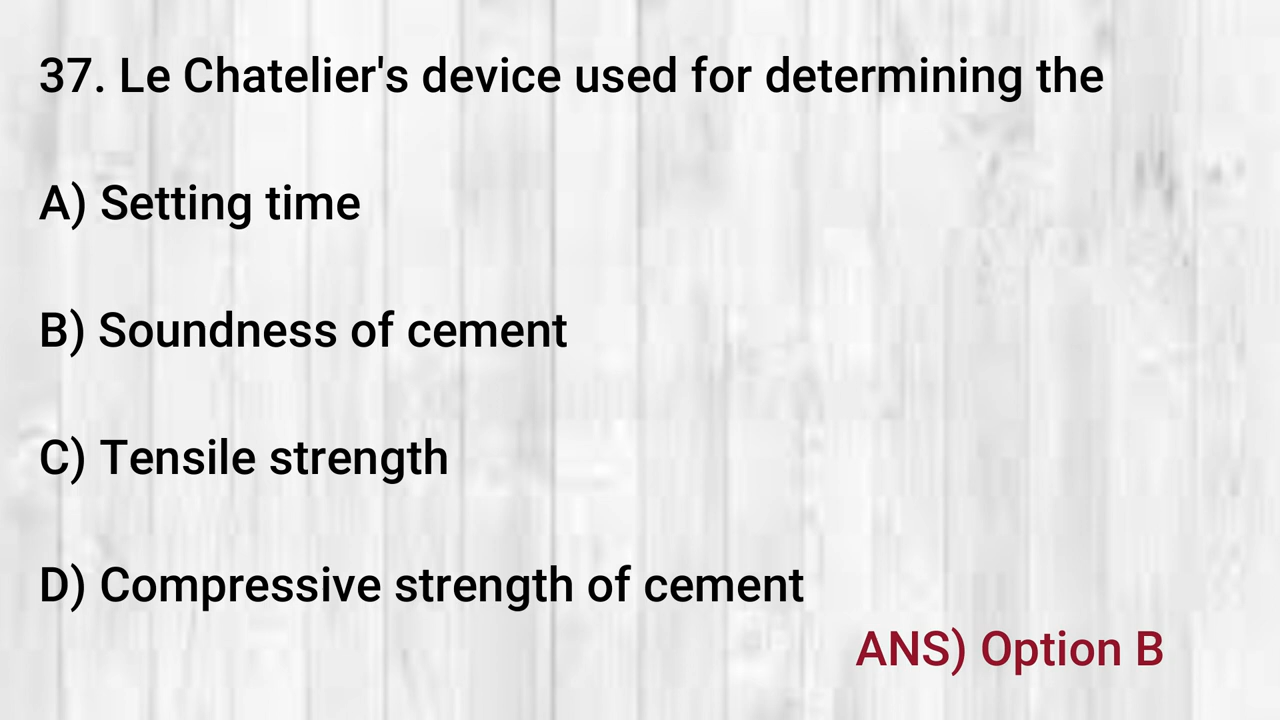 37. Le Chatelier's device used for determining the
A) Setting time
B) Soundness of cement
C) Tensile strength
D) Compressive strength of cement
ANS) Option B